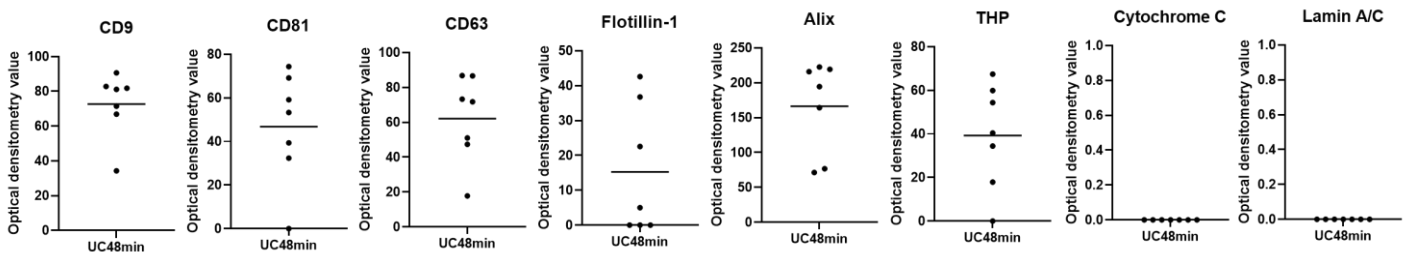 CD9
Optical densitometry value
100
80
60
40
20
0
UC48min
CD81
Optical densitometry value
80
60
40
20
0
UC48min
CD63
Optical densitometry value
100
80
60
40
20
0
UC48min
Flotillin-1
Optical densitometry value
50
40
30
20
10
0
UC48min
Alix
Optical densitometry value
250
200
150
100
50
0
UC48min
THP
Optical densitometry value
80
60
40
20
0
UC48min
Cytochrome C
Optical densitometry value
1.0
0.8
0.6
0.4
0.2
0.0
UC48min
Lamin A/C
Optical densitometry value
1.0
0.8
0.6
0.4
0.2
0.0
UC48min